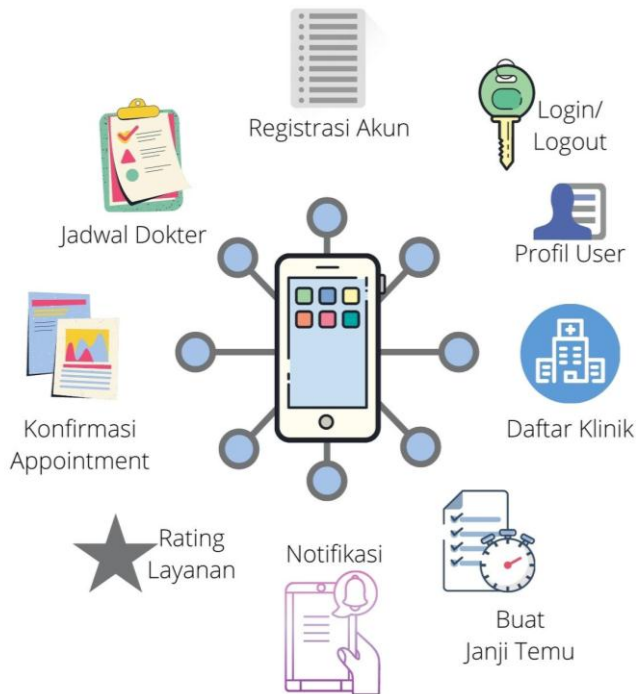 Registrasi Akun
Login/
Logout
Jadwal Dokter
Profil User
Konfirmasi
Appointment
Daftar Klinik
Rating
Layanan
Notifikasi
Buat
Janji Temu